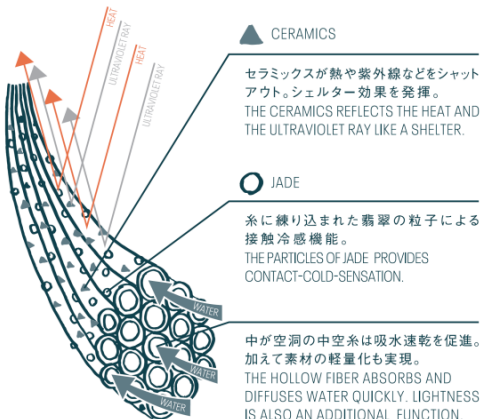 HEAT
ULTRAVIOLET RAY
HEAT
ULTRAVIOLET RAY
CERAMICS
セラミックスが熱や紫外線などをシャット
アウト。シェルター効果を発揮。
THE CERAMICS REFLECTS THE HEAT AND
THE ULTRAVIOLET RAY LIKE A SHELTER.
JADE
糸に練り込まれた翡翠の粒子による
接触冷感機能。
THE PARTICLES OF JADE PROVIDES
CONTACT-COLD-SENSATION.
WATER
WATER
WATER
中が空洞の中空糸は吸水速乾を促進。
加えて素材の軽量化も実現。
THE HOLLOW FIBER ABSORBS AND
DIFFUSES WATER QUICKLY. LIGHTNESS
IS ALSO AN ADDITIONAL FUNCTION.